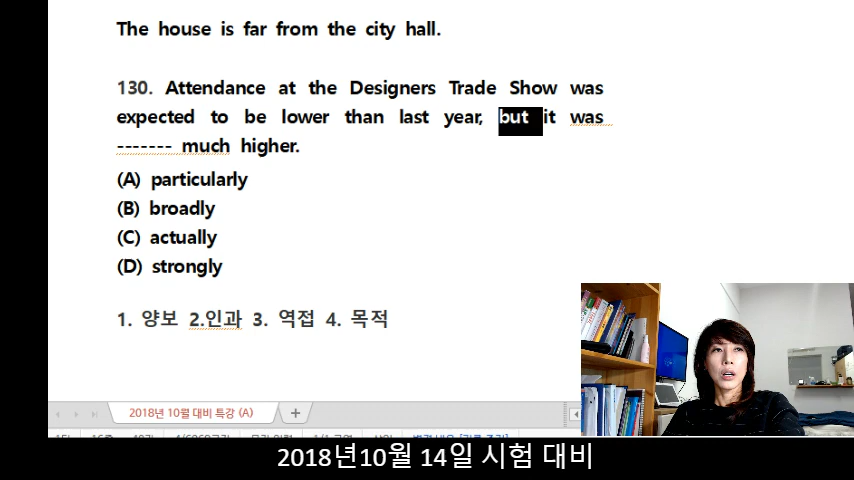 The house is far from the city hall.
130. Attendance at the Designers Trade Show was
expected to be lower than last year, but it was
------- much higher.
(A) particularly
(B) broadly
(C) actually
(D) strongly
1. 양보 2.인과 3. 역접 4. 목적
2018년 10월 대비 특강 (A)
2018년10월 14일 시험 대비